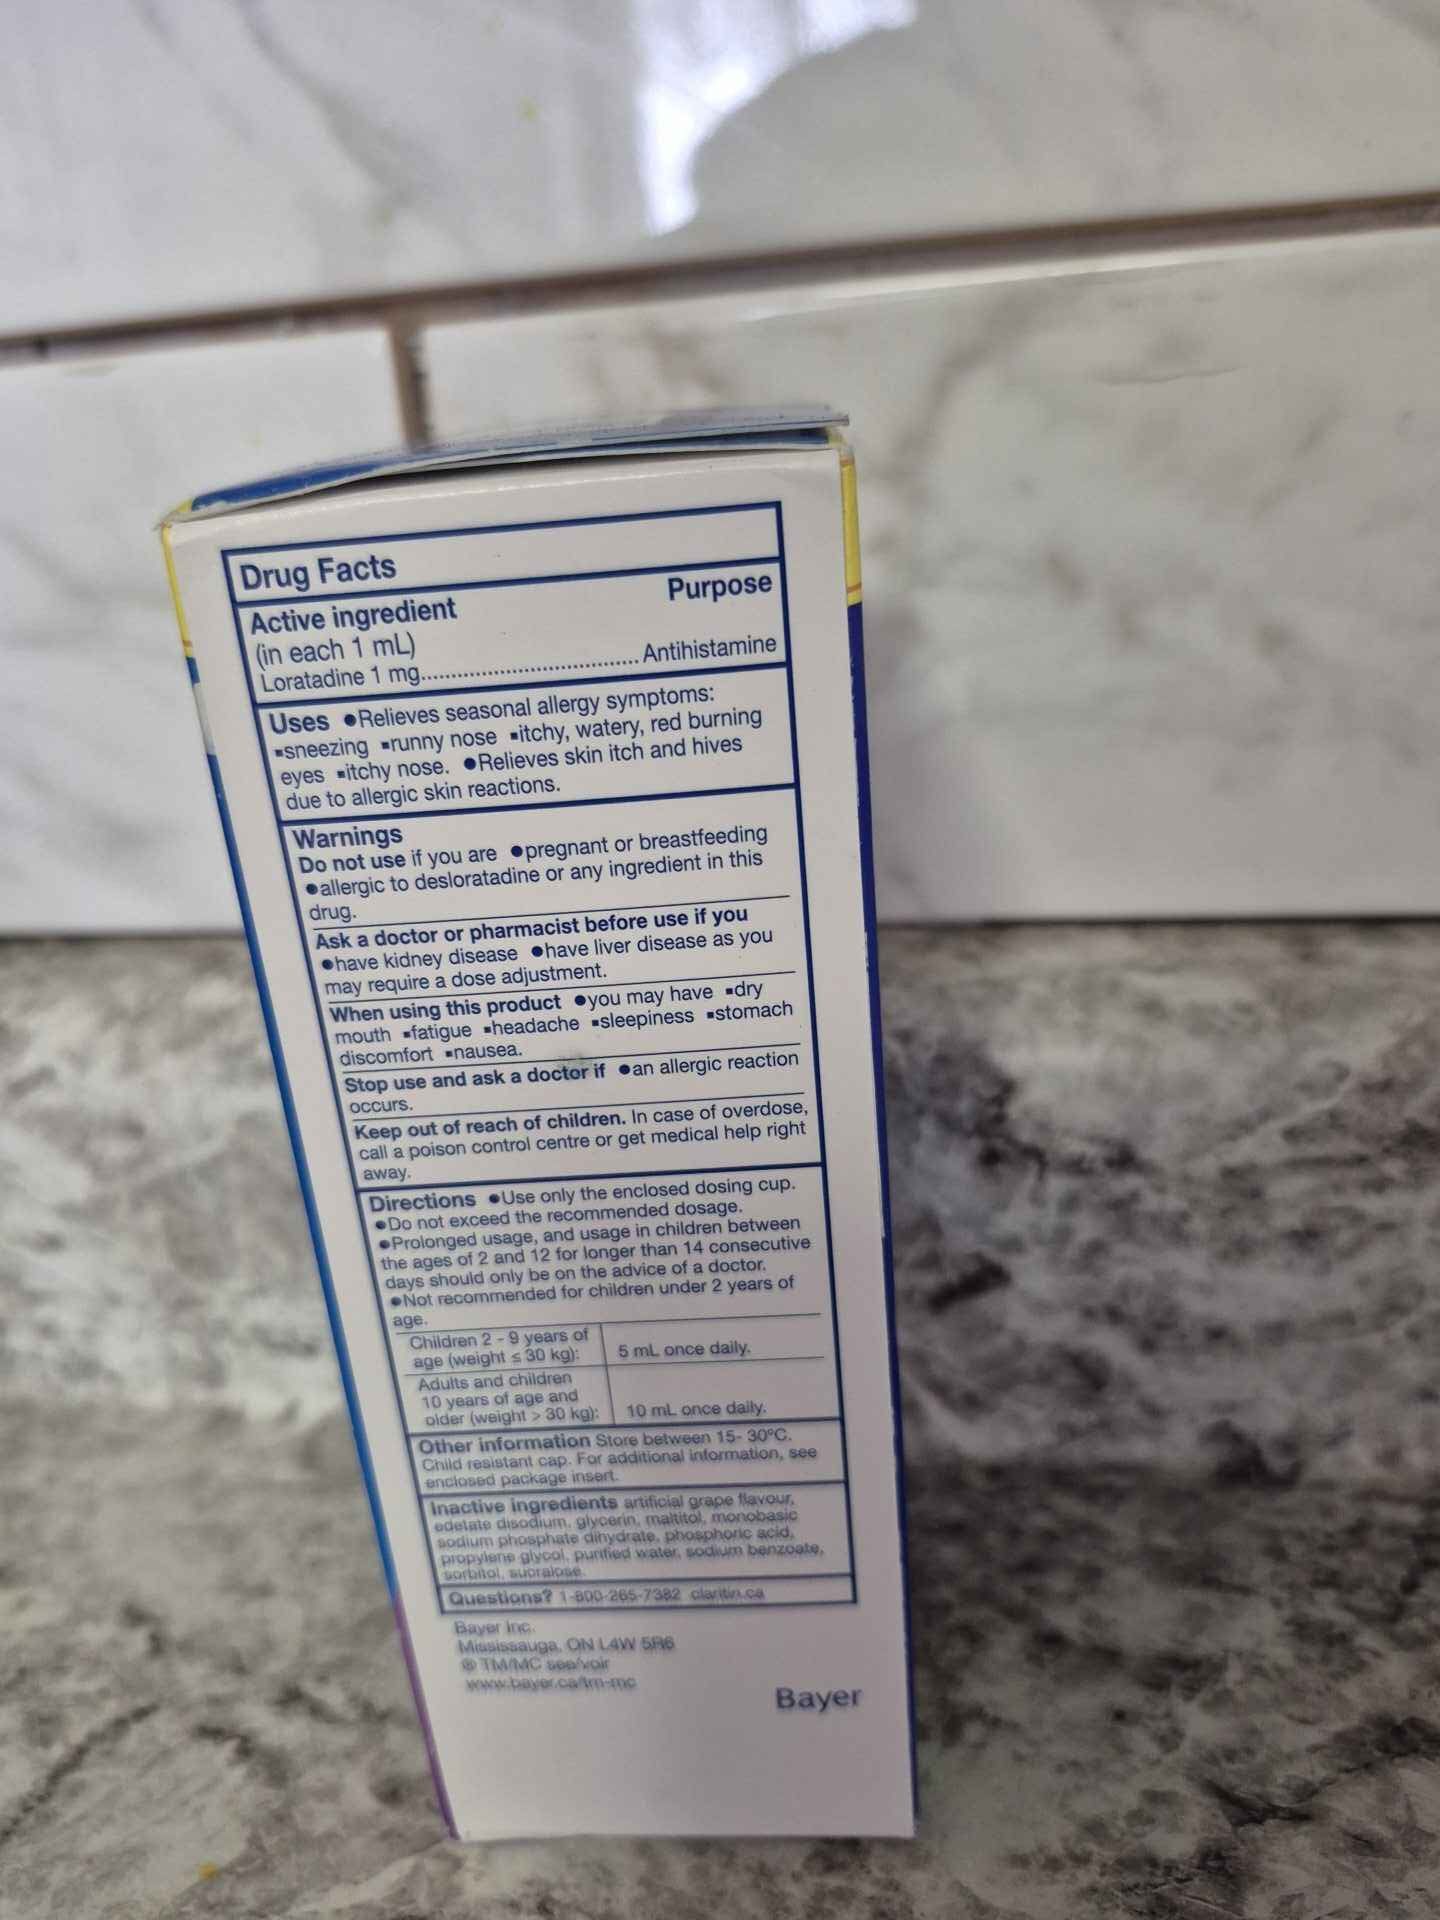 Drug Facts
Active ingredient Purpose
(in each 1 mL)
Loratadine 1 mg.......................................Antihistamine
Uses ●Relieves seasonal allergy symptoms:
▪sneezing ▪runny nose ▪itchy, watery, red burning
eyes ▪itchy nose. ●Relieves skin itch and hives
due to allergic skin reactions.
Warnings
Do not use if you are ●pregnant or breastfeeding
●allergic to desloratadine or any ingredient in this
drug.
Ask a doctor or pharmacist before use if you
●have kidney disease ●have liver disease as you
may require a dose adjustment.
When using this product ●you may have ▪dry
mouth ▪fatigue ▪headache ▪sleepiness ▪stomach
discomfort ▪nausea.
Stop use and ask a doctor if ●an allergic reaction
occurs.
Keep out of reach of children. In case of overdose,
call a poison control centre or get medical help right
away.
Directions ●Use only the enclosed dosing cup.
●Do not exceed the recommended dosage.
●Prolonged usage, and usage in children between
the ages of 2 and 12 for longer than 14 consecutive
days should only be on the advice of a doctor.
●Not recommended for children under 2 years of
age.
Children 2 - 9 years of
age (weight ≤ 30 kg): 5 mL once daily.
Adults and children
10 years of age and
older (weight > 30 kg): 10 mL once daily.
Other information Store between 15- 30°C.
Child resistant cap. For additional information, see
enclosed package insert.
Inactive ingredients artificial grape flavour,
edetate disodium, glycerin, maltitol, monobasic
sodium phosphate dihydrate, phosphoric acid,
propylene glycol, purified water, sodium benzoate,
sorbitol, sucralose.
Questions? 1-800-265-7382 claritin.ca
Bayer Inc.
Mississauga, ON L4W 5R6
® TM/MC see/voir
www.bayer.ca/tm-mc
Bayer